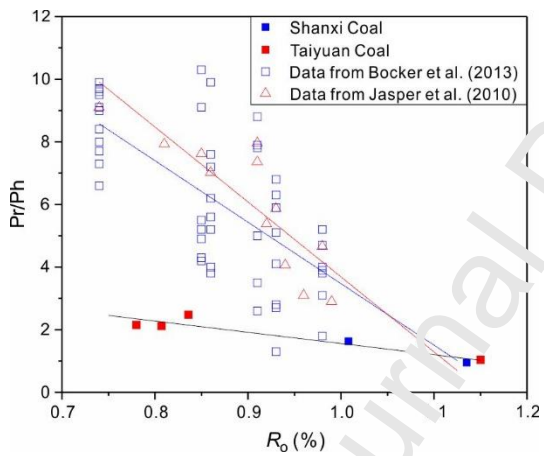 Shanxi Coal
Taiyuan Coal
Data from Bocker et al. (2013)
Data from Jasper et al. (2010)
12
10
8
6
4
2
0
Pr/Ph
0.7 0.8 0.9 1.0 1.1 1.2
Ro (%)